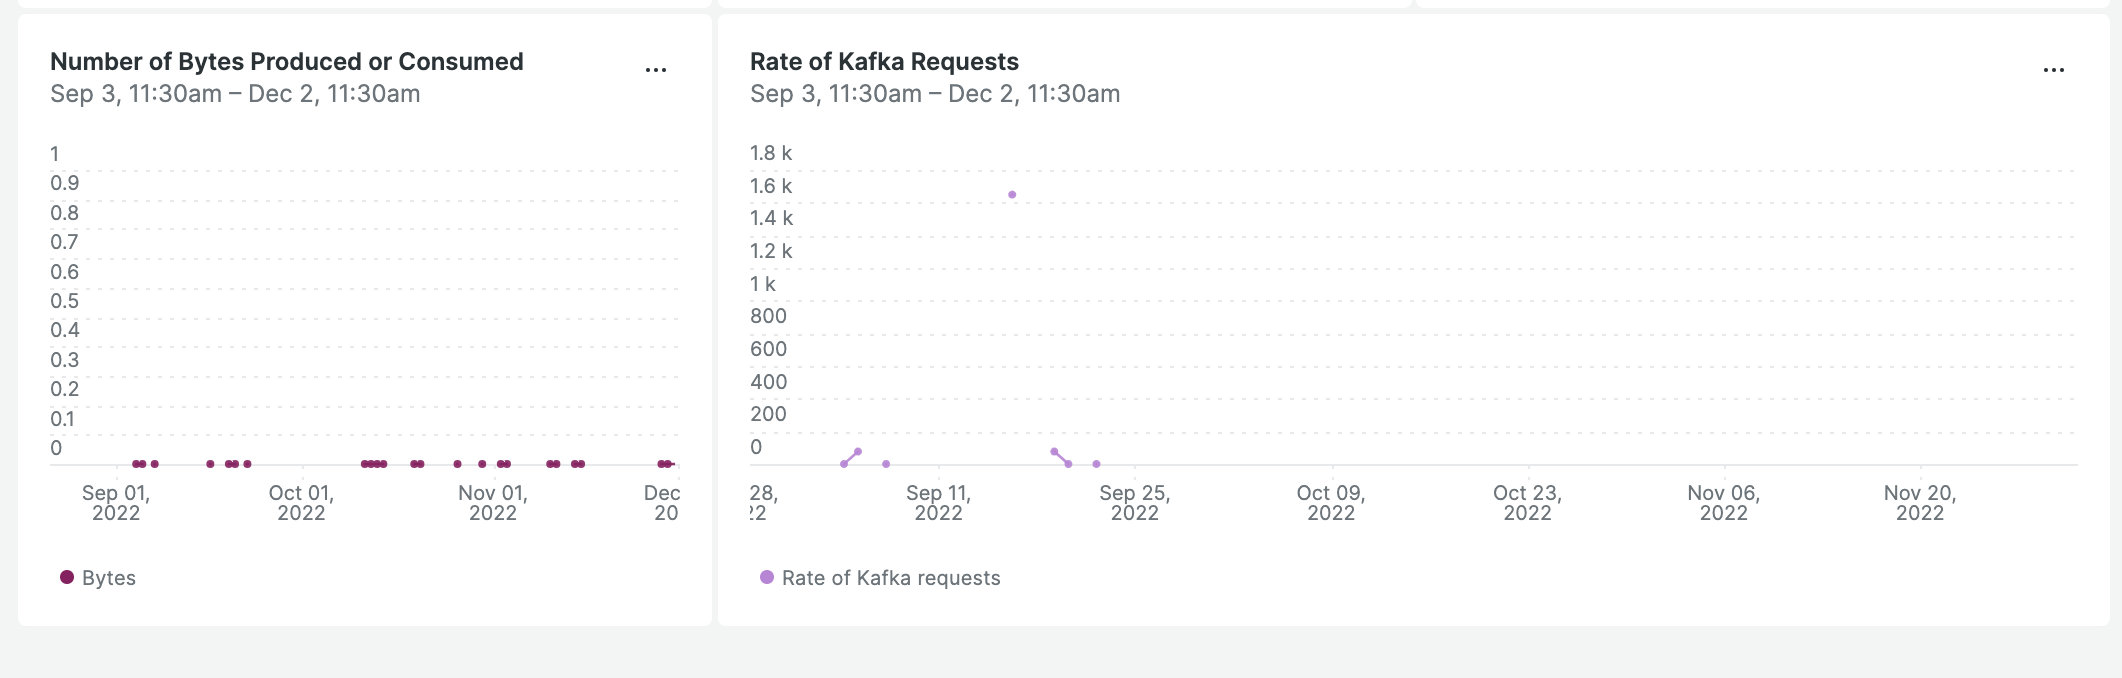 Number of Bytes Produced or Consumed
...
Sep 3, 11:30am – Dec 2, 11:30am
1
0.9
0.8
0.7
0.6
0.5
0.4
0.3
0.2
0.1
0
Sep 01,
2022
Oct 01,
2022
Nov 01,
2022
Dec
20
Bytes
Rate of Kafka Requests
...
Sep 3, 11:30am – Dec 2, 11:30am
1.8 k
1.6 k
1.4 k
1.2 k
1 k
800
600
400
200
0
28,
22
Sep 11,
2022
Sep 25,
2022
Oct 09,
2022
Oct 23,
2022
Nov 06,
2022
Nov 20,
2022
Rate of Kafka requests